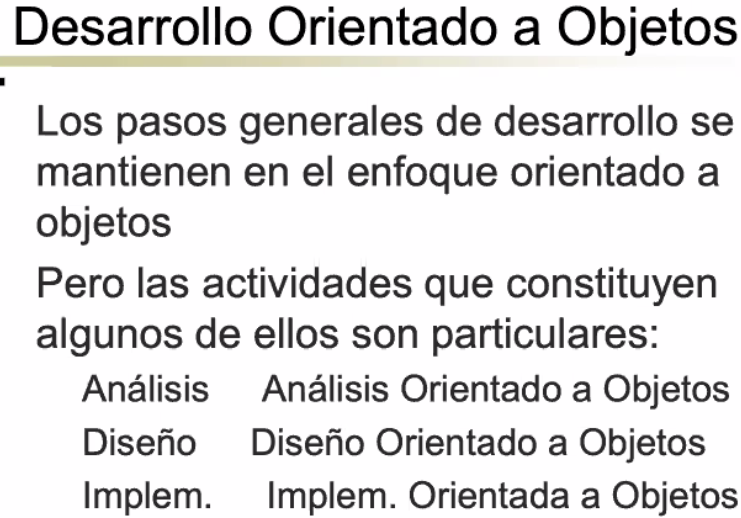 Desarrollo Orientado a Objetos
Los pasos generales de desarrollo se
mantienen en el enfoque orientado a
objetos
Pero las actividades que constituyen
algunos de ellos son particulares:
Análisis Análisis Orientado a Objetos
Diseño Diseño Orientado a Objetos
Implem. Implem. Orientada a Objetos